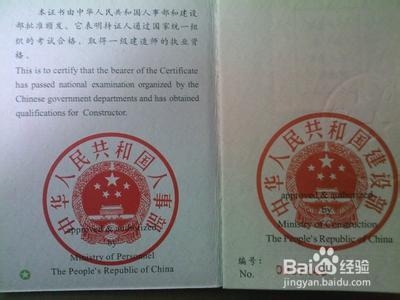 本证书由中华人民共和国人事部和建设
部批准颁发。它表明持证人通过国家统一组
织的考试合格，取得一级建造师的执业资
格。
This is to certify that the bearer of the Certificate
has passed national examination organized by the
Chinese government departments and has obtained
qualifications for Constructor.
中华人民共和国人事部
approved & authorized
by
Ministry of Personnel
The People's Republic of China
中华人民共和国建设部
approved & authorized
by
Ministry of Construction
The People's Republic of China
编号：
No. 0
Baidu经验
jingyan.baidu.com